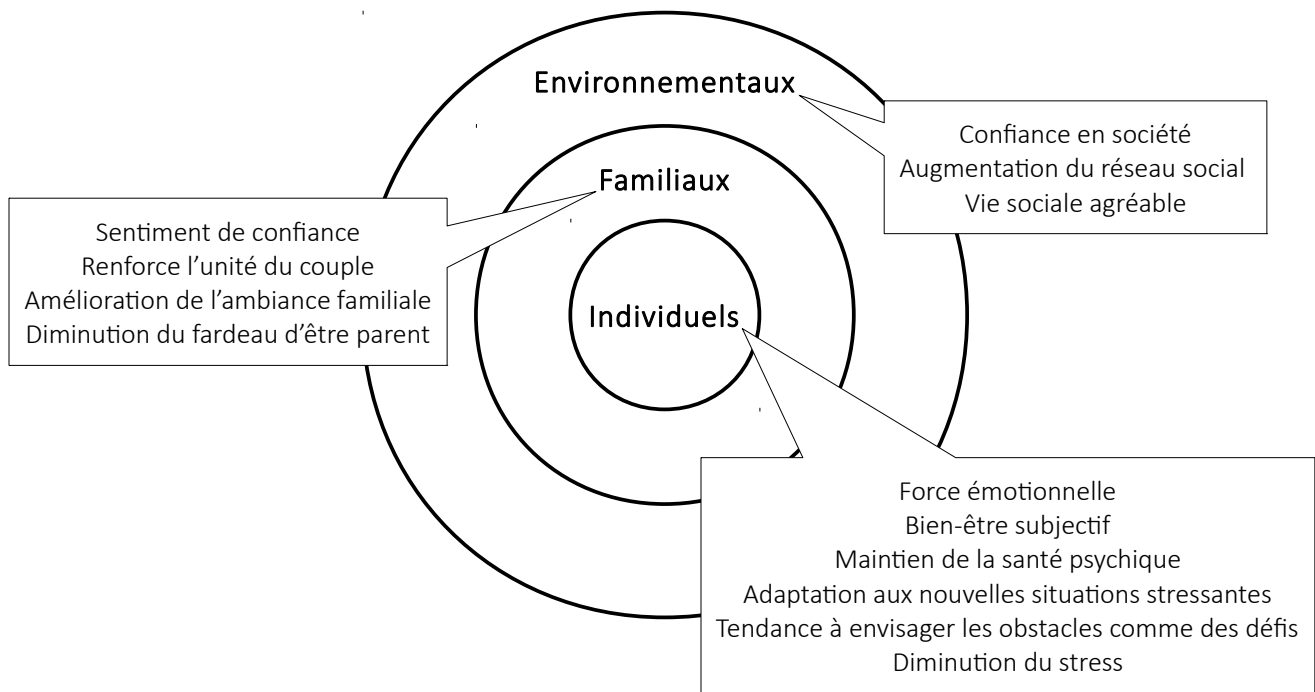 Environnementaux
Confiance en société
Augmentation du réseau social
Vie sociale agréable
Familiaux
Sentiment de confiance
Renforce l’unité du couple
Amélioration de l’ambiance familiale
Diminution du fardeau d’être parent
Individuels
Force émotionnelle
Bien-être subjectif
Maintien de la santé psychique
Adaptation aux nouvelles situations stressantes
Tendance à envisager les obstacles comme des défis
Diminution du stress